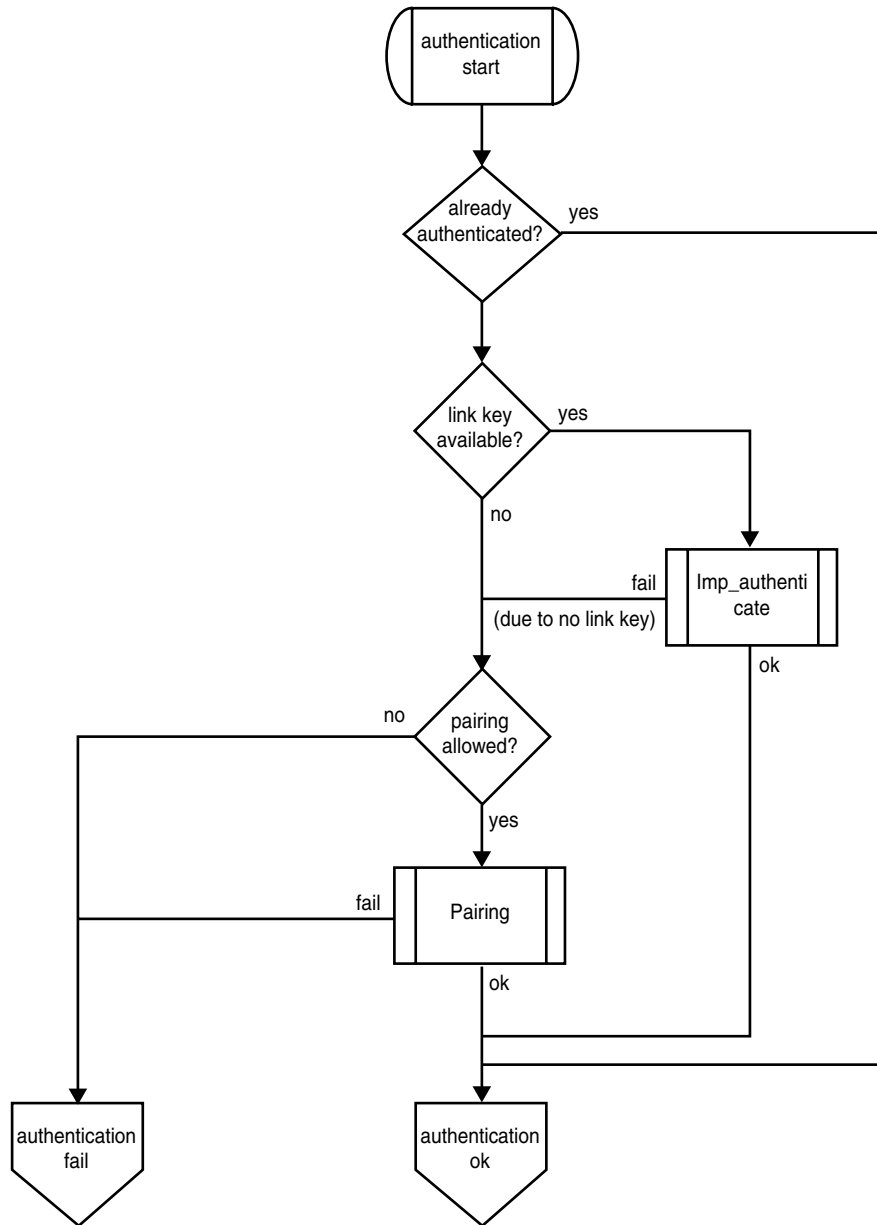 authentication
start
already
authenticated?
yes
link key
available?
yes
no
fail
(due to no link key)
lmp_authenti
cate
ok
no
pairing
allowed?
yes
fail
Pairing
ok
authentication
fail
authentication
ok